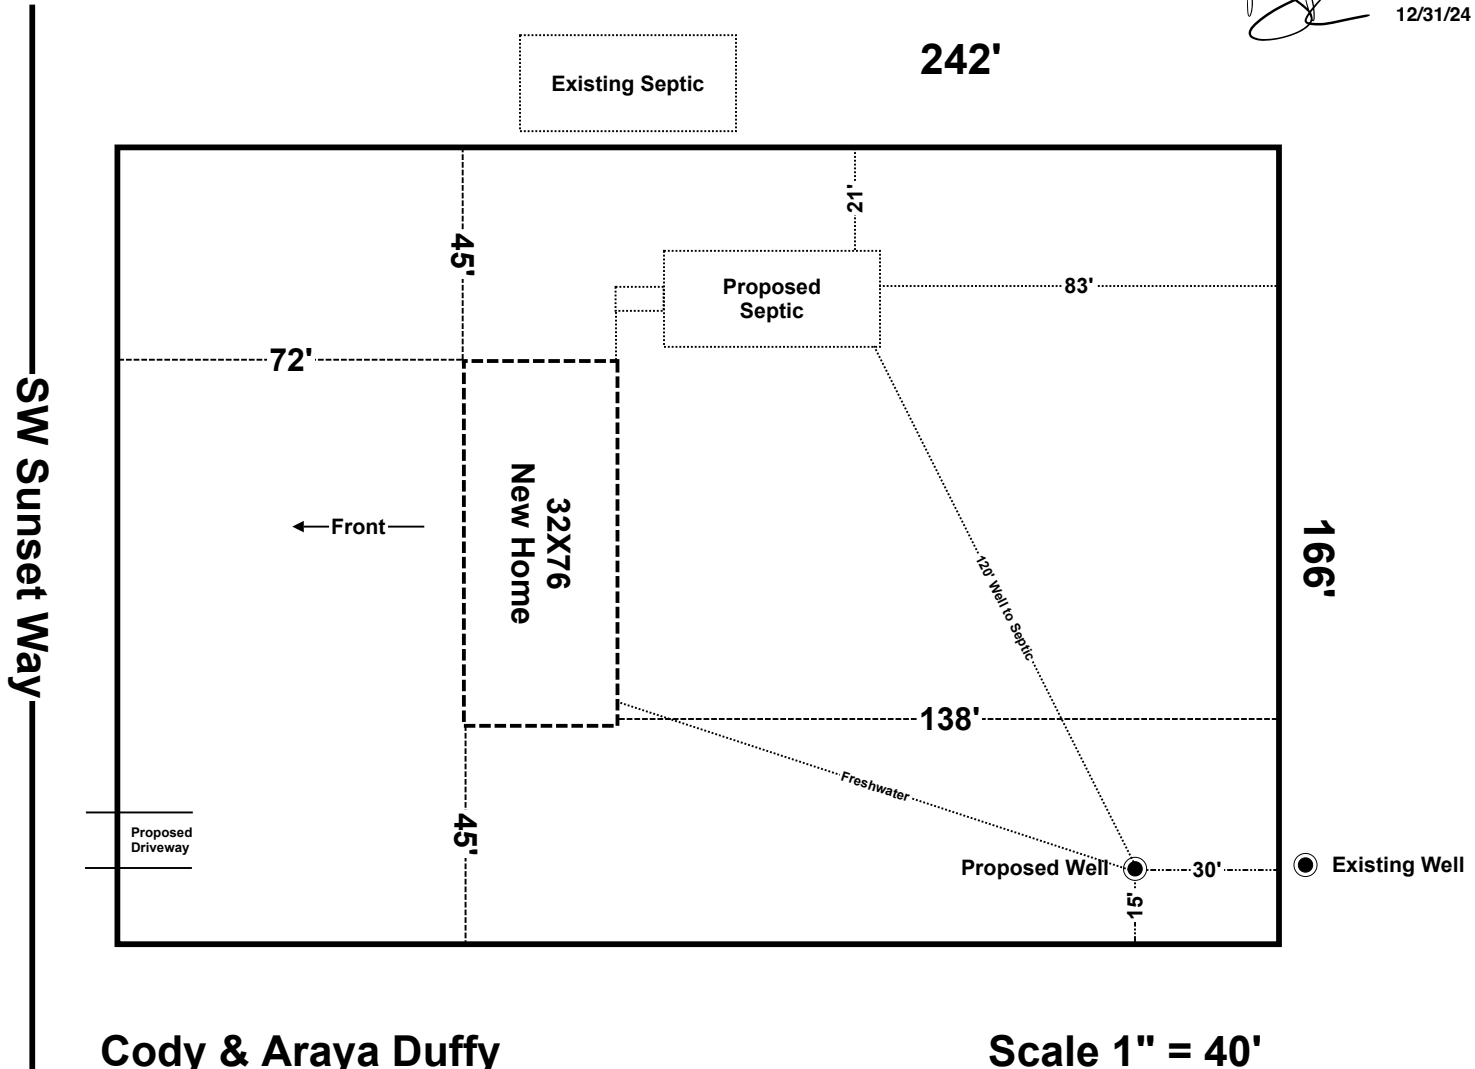 12/31/24
242'
Existing Septic
21'
45'
Proposed
Septic
83'
72'
SW Sunset Way
Front
32X76
New Home
120' Well to Septic
166'
138'
Freshwater
Proposed
Driveway
45'
Proposed Well
30'
Existing Well
15'
Cody & Araya Duffy
Scale 1" = 40'